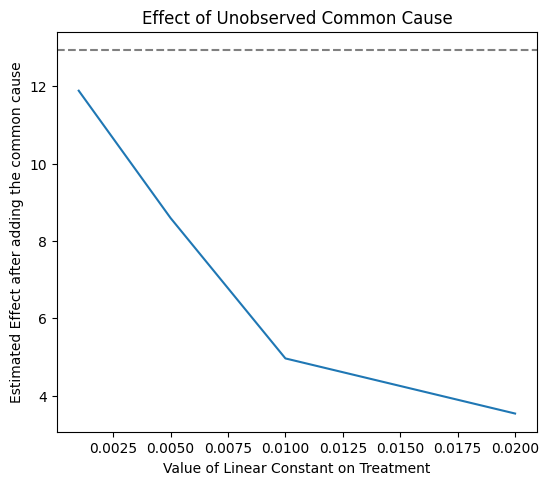 Effect of Unobserved Common Cause
Estimated Effect after adding the common cause
12
10
8
6
4
0.0025 0.0050 0.0075 0.0100 0.0125 0.0150 0.0175 0.0200
Value of Linear Constant on Treatment